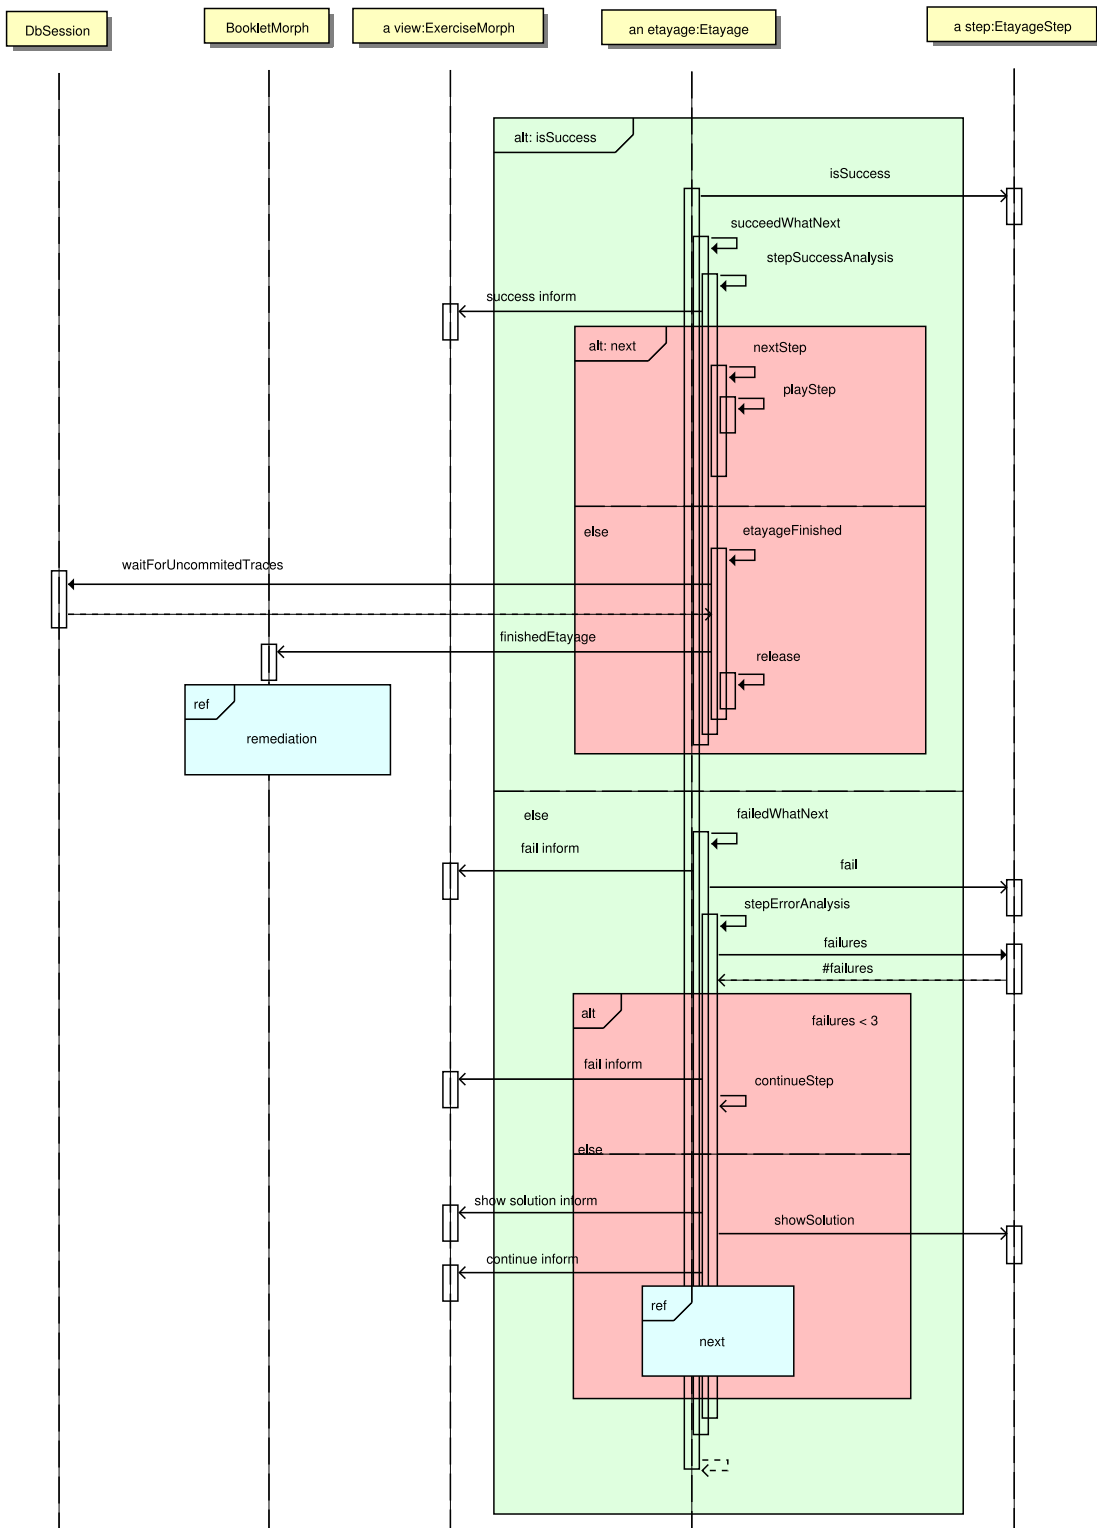 DbSession
BookletMorph
a view:ExerciseMorph
an etayage:Etayage
a step:EtayageStep
alt: isSuccess
isSuccess
succeedWhatNext
stepSuccessAnalysis
success inform
alt: next
nextStep
playStep
else
etayageFinished
waitForUncommitedTraces
finishedEtayage
release
ref
remediation
else
failedWhatNext
fail inform
fail
stepErrorAnalysis
failures
#failures
alt
failures < 3
fail inform
continueStep
else
show solution inform
showSolution
continue inform
ref
next